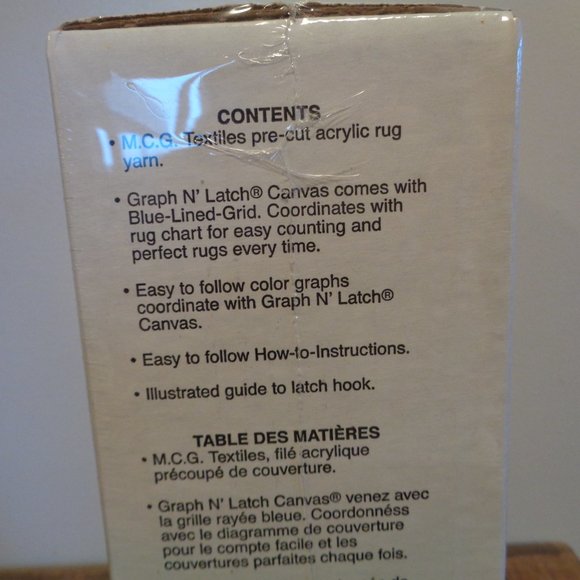 CONTENTS
• M.C.G. Textiles pre-cut acrylic rug
yarn.
• Graph N' Latch® Canvas comes with
Blue-Lined-Grid. Coordinates with
rug chart for easy counting and
perfect rugs every time.
• Easy to follow color graphs
coordinate with Graph N' Latch®
Canvas.
• Easy to follow How-to-Instructions.
• Illustrated guide to latch hook.
TABLE DES MATIÈRES
• M.C.G. Textiles, filé acrylique
précoupé de couverture.
• Graph N' Latch Canvas® venez avec
la grille rayée bleue. Coordonnéss
avec le diagramme de couverture
pour le compte facile et les
couvertures parfaites chaque fois.